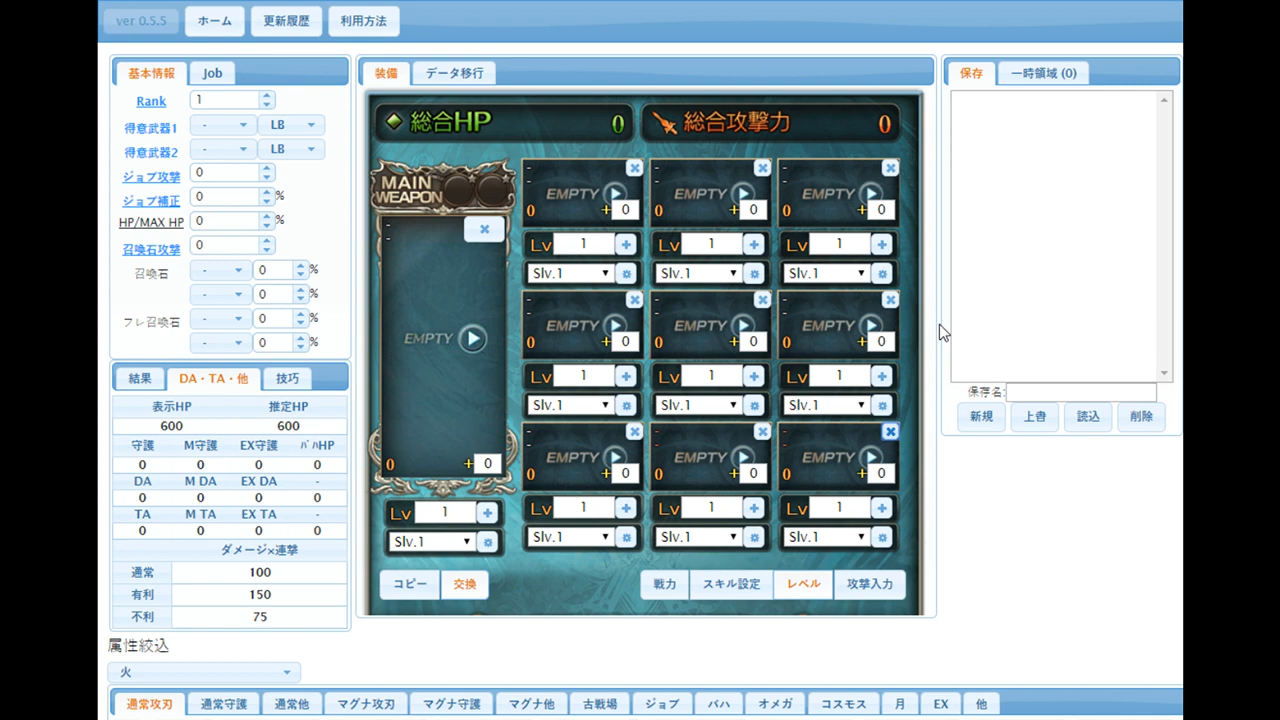 ver 0.5.5 ホーム 更新履歴 利用方法
基本情報 Job
Rank 1
得意武器1 - LB
得意武器2 - LB
ジョブ攻撃 0
ジョブ補正 0 %
HP/MAX HP 0 %
召喚石攻撃 0
召喚石 - 0 %
- 0 %
フレ召喚石 - 0 %
- 0 %
結果 DA・TA・他 技巧
表示HP 推定HP
600 600
守護 M守護 EX守護 バハHP
0 0 0 0
DA M DA EX DA -
0 0 0 0
TA M TA EX TA -
0 0 0 0
ダメージ×連撃
通常 100
有利 150
不利 75
装備 データ移行
総合HP 0 総合攻撃力 0
MAIN WEAPON
-
-
EMPTY
0 + 0
Lv 1
Slv.1
- - -
- - -
EMPTY EMPTY EMPTY
0 + 0 0 + 0 0 + 0
Lv 1 Lv 1 Lv 1
Slv.1 Slv.1 Slv.1
- - -
- - -
EMPTY EMPTY EMPTY
0 + 0 0 + 0 0 + 0
Lv 1 Lv 1 Lv 1
Slv.1 Slv.1 Slv.1
- - -
- - -
EMPTY EMPTY EMPTY
0 + 0 0 + 0 0 + 0
Lv 1 Lv 1 Lv 1
Slv.1 Slv.1 Slv.1
コピー 交換 戦力 スキル設定 レベル 攻撃入力
保存 一時領域 (0)
保存名:
新規 上書 読込 削除
属性絞込
火
通常攻刃 通常守護 通常他 マグナ攻刃 マグナ守護 マグナ他 古戦場 ジョブ バハ オメガ コスモス 月 EX 他